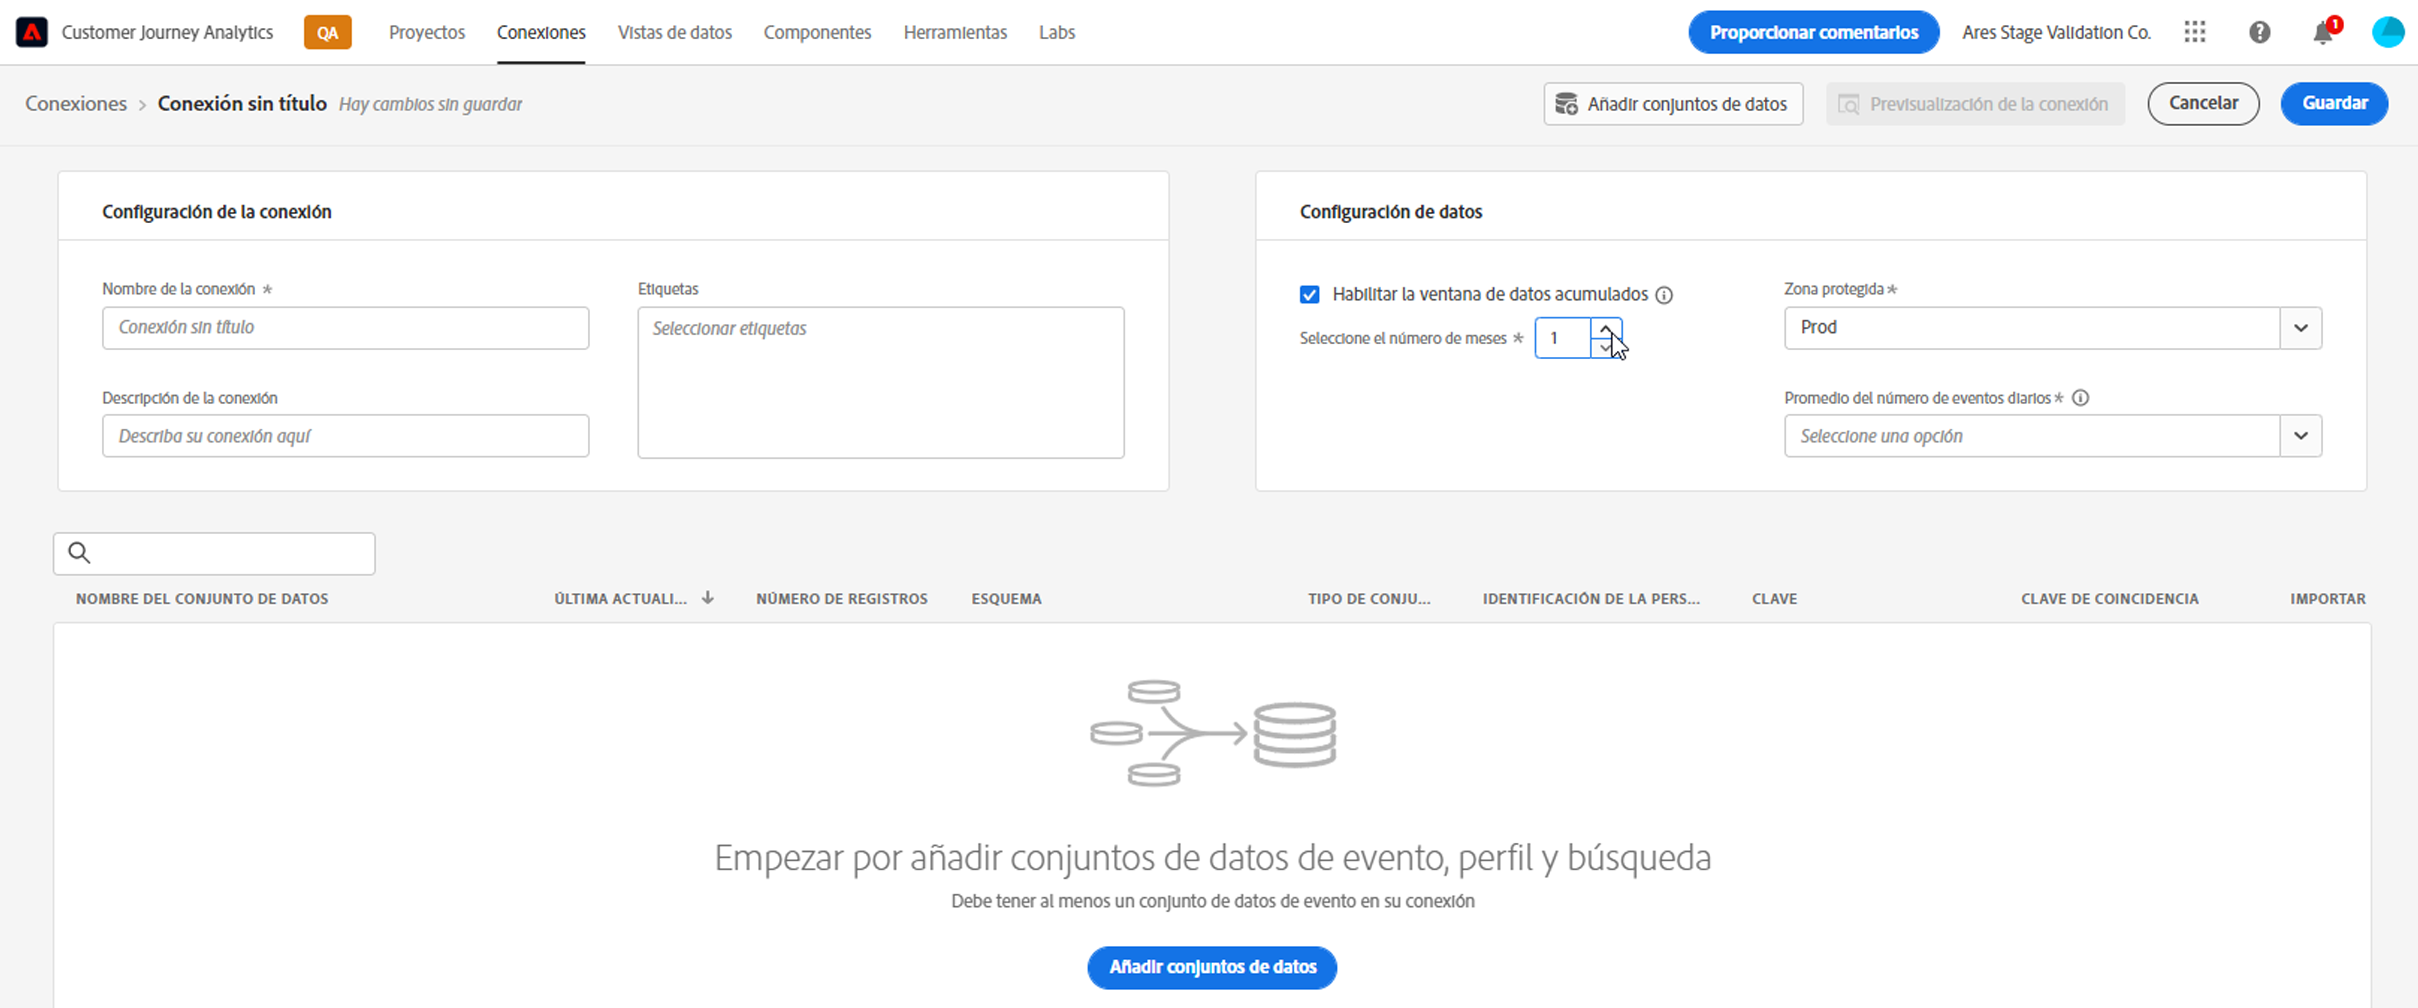 Customer Journey Analytics QA Proyectos Conexiones Vistas de datos Componentes Herramientas Labs Proporcionar comentarios Ares Stage Validation Co. 1
Conexiones > Conexión sin título Hay cambios sin guardar Añadir conjuntos de datos Previsualización de la conexión Cancelar Guardar
Configuración de la conexión
Nombre de la conexión *
Conexión sin título
Etiquetas
Seleccionar etiquetas
Descripción de la conexión
Describa su conexión aquí
Configuración de datos
Habilitar la ventana de datos acumulados
Seleccione el número de meses * 1
Zona protegida *
Prod
Promedio del número de eventos diarios *
Seleccione una opción
NOMBRE DEL CONJUNTO DE DATOS ÚLTIMA ACTUALI... NÚMERO DE REGISTROS ESQUEMA TIPO DE CONJU... IDENTIFICACIÓN DE LA PERS... CLAVE CLAVE DE COINCIDENCIA IMPORTAR
Empezar por añadir conjuntos de datos de evento, perfil y búsqueda
Debe tener al menos un conjunto de datos de evento en su conexión
Añadir conjuntos de datos